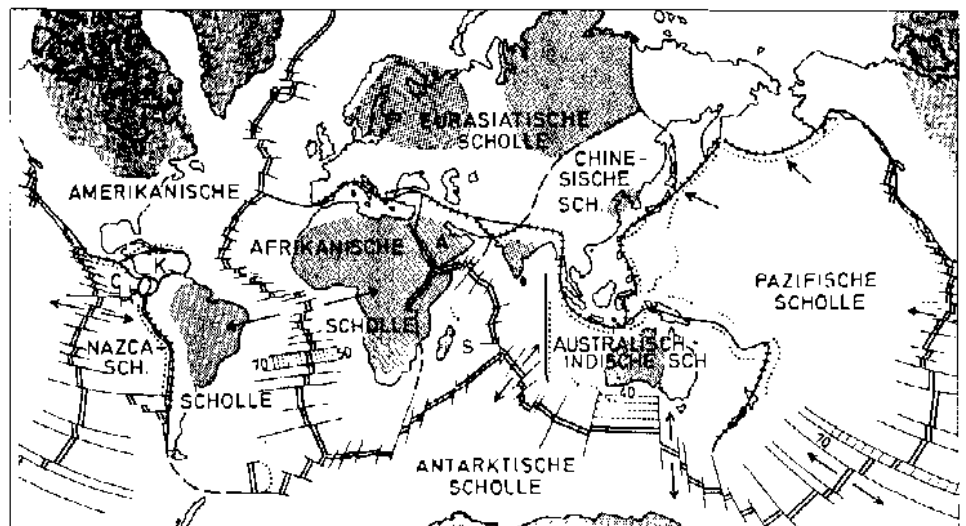 EURASIATISCHE
SCHOLLE
CHINE-
SISCHE
SCH.
AMERIKANISCHE
AFRIKANISCHE
A
K
C
PAZIFISCHE
SCHOLLE
SCHOLLE
NAZCA-
SCH.
S
AUSTRALISCH-
INDISCHE SCH
70
50
SCHOLLE
40
70
ANTARKTISCHE
SCHOLLE